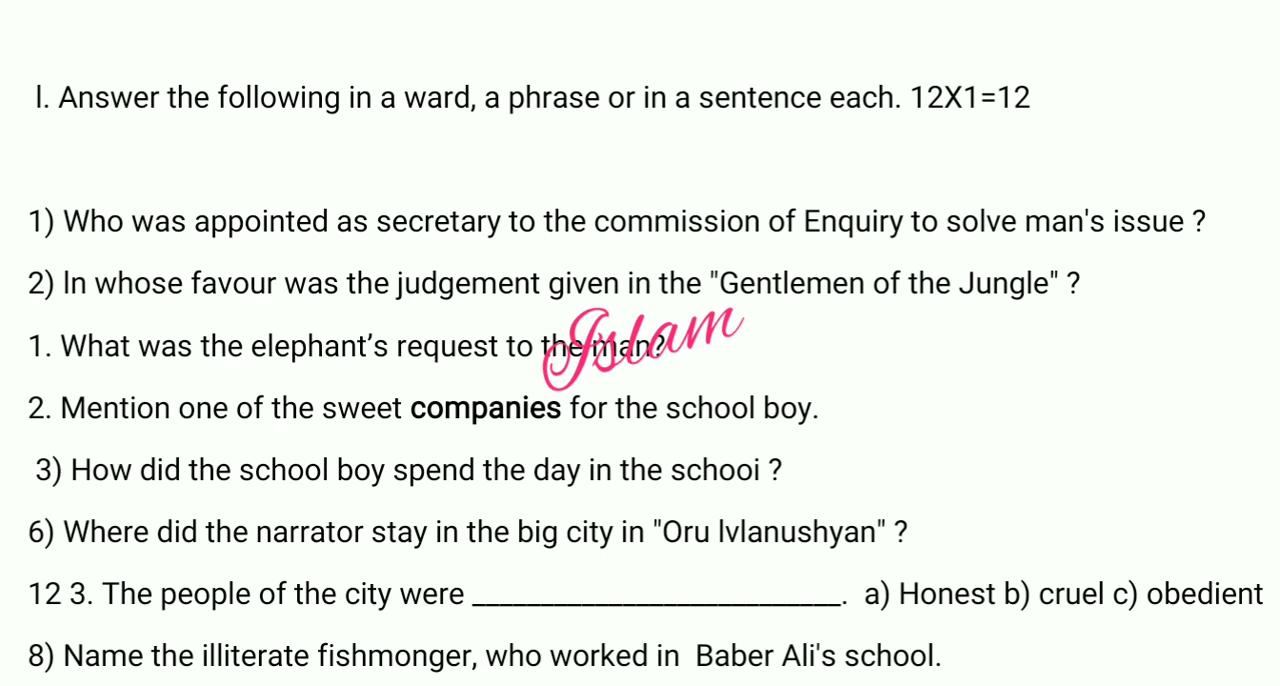 l. Answer the following in a ward, a phrase or in a sentence each. 12X1=12
1) Who was appointed as secretary to the commission of Enquiry to solve man's issue ?
2) ln whose favour was the judgement given in the "Gentlemen of the Jungle" ?
1. What was the elephant’s request to the man?
Islam
2. Mention one of the sweet companies for the school boy.
3) How did the school boy spend the day in the schooi ?
6) Where did the narrator stay in the big city in "Oru lvlanushyan" ?
12 3. The people of the city were ___________________________. a) Honest b) cruel c) obedient
8) Name the illiterate fishmonger, who worked in Baber Ali's school.